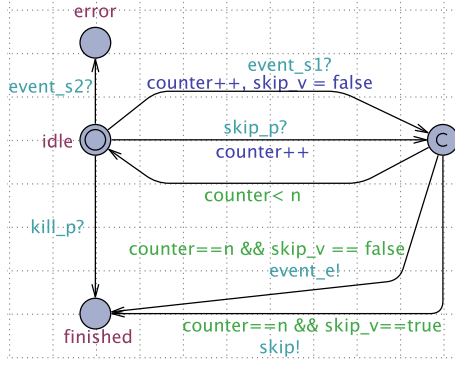 error
event_s1?
event_s2?
counter++, skip_v = false
skip_p?
idle
C
counter++
counter< n
kill_p?
counter==n && skip_v == false
event_e!
counter==n && skip_v==true
finished
skip!